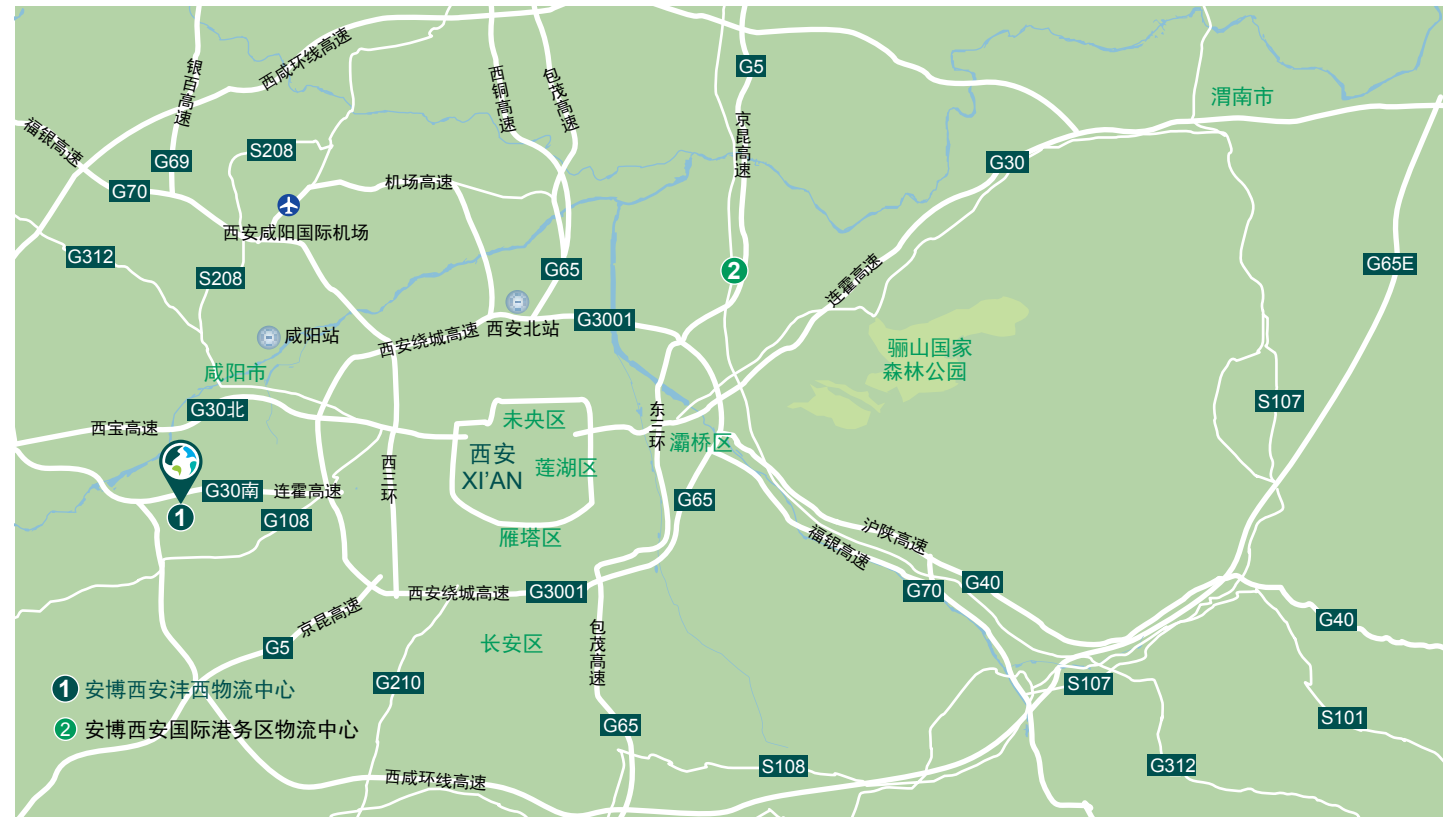 西咸环线高速
银百高速
西铜高速
包茂高速
G5
京昆高速
渭南市
福银高速
S208
G69
G70
机场高速
G30
西安咸阳国际机场
G312
S208
G65
2
连霍高速
G65E
西安北站
G3001
咸阳站
西安绕城高速
骊山国家
森林公园
咸阳市
G30北
西宝高速
未央区
东三环
灞桥区
S107
西安
XI'AN
莲湖区
西三环
G30南
连霍高速
G65
1
G108
雁塔区
福银高速
沪陕高速
西安绕城高速
G3001
G70
G40
京昆高速
G5
包茂高速
长安区
G40
1 安博西安沣西物流中心
G210
S107
2 安博西安国际港务区物流中心
G65
S101
S108
G312
西咸环线高速